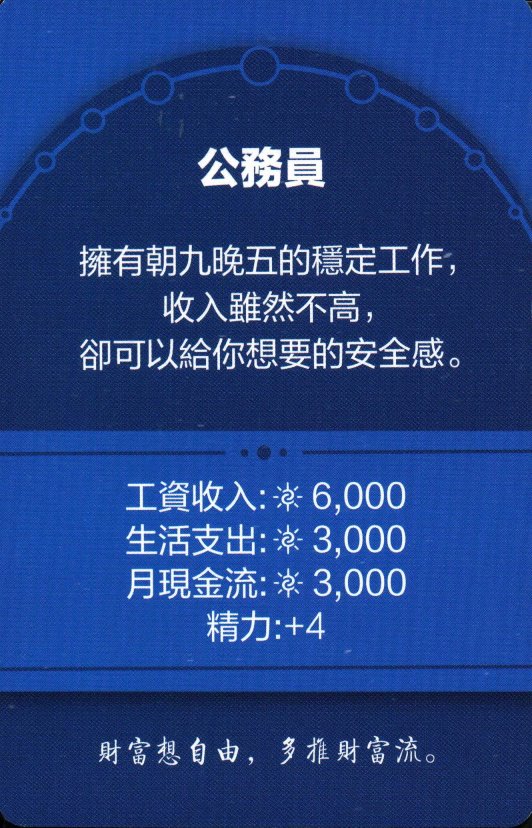 公務員
擁有朝九晚五的穩定工作，
收入雖然不高，
卻可以給你想要的安全感。
工資收入: 6,000
生活支出: 3,000
月現金流: 3,000
精力:+4
財富想自由，多推財富流。